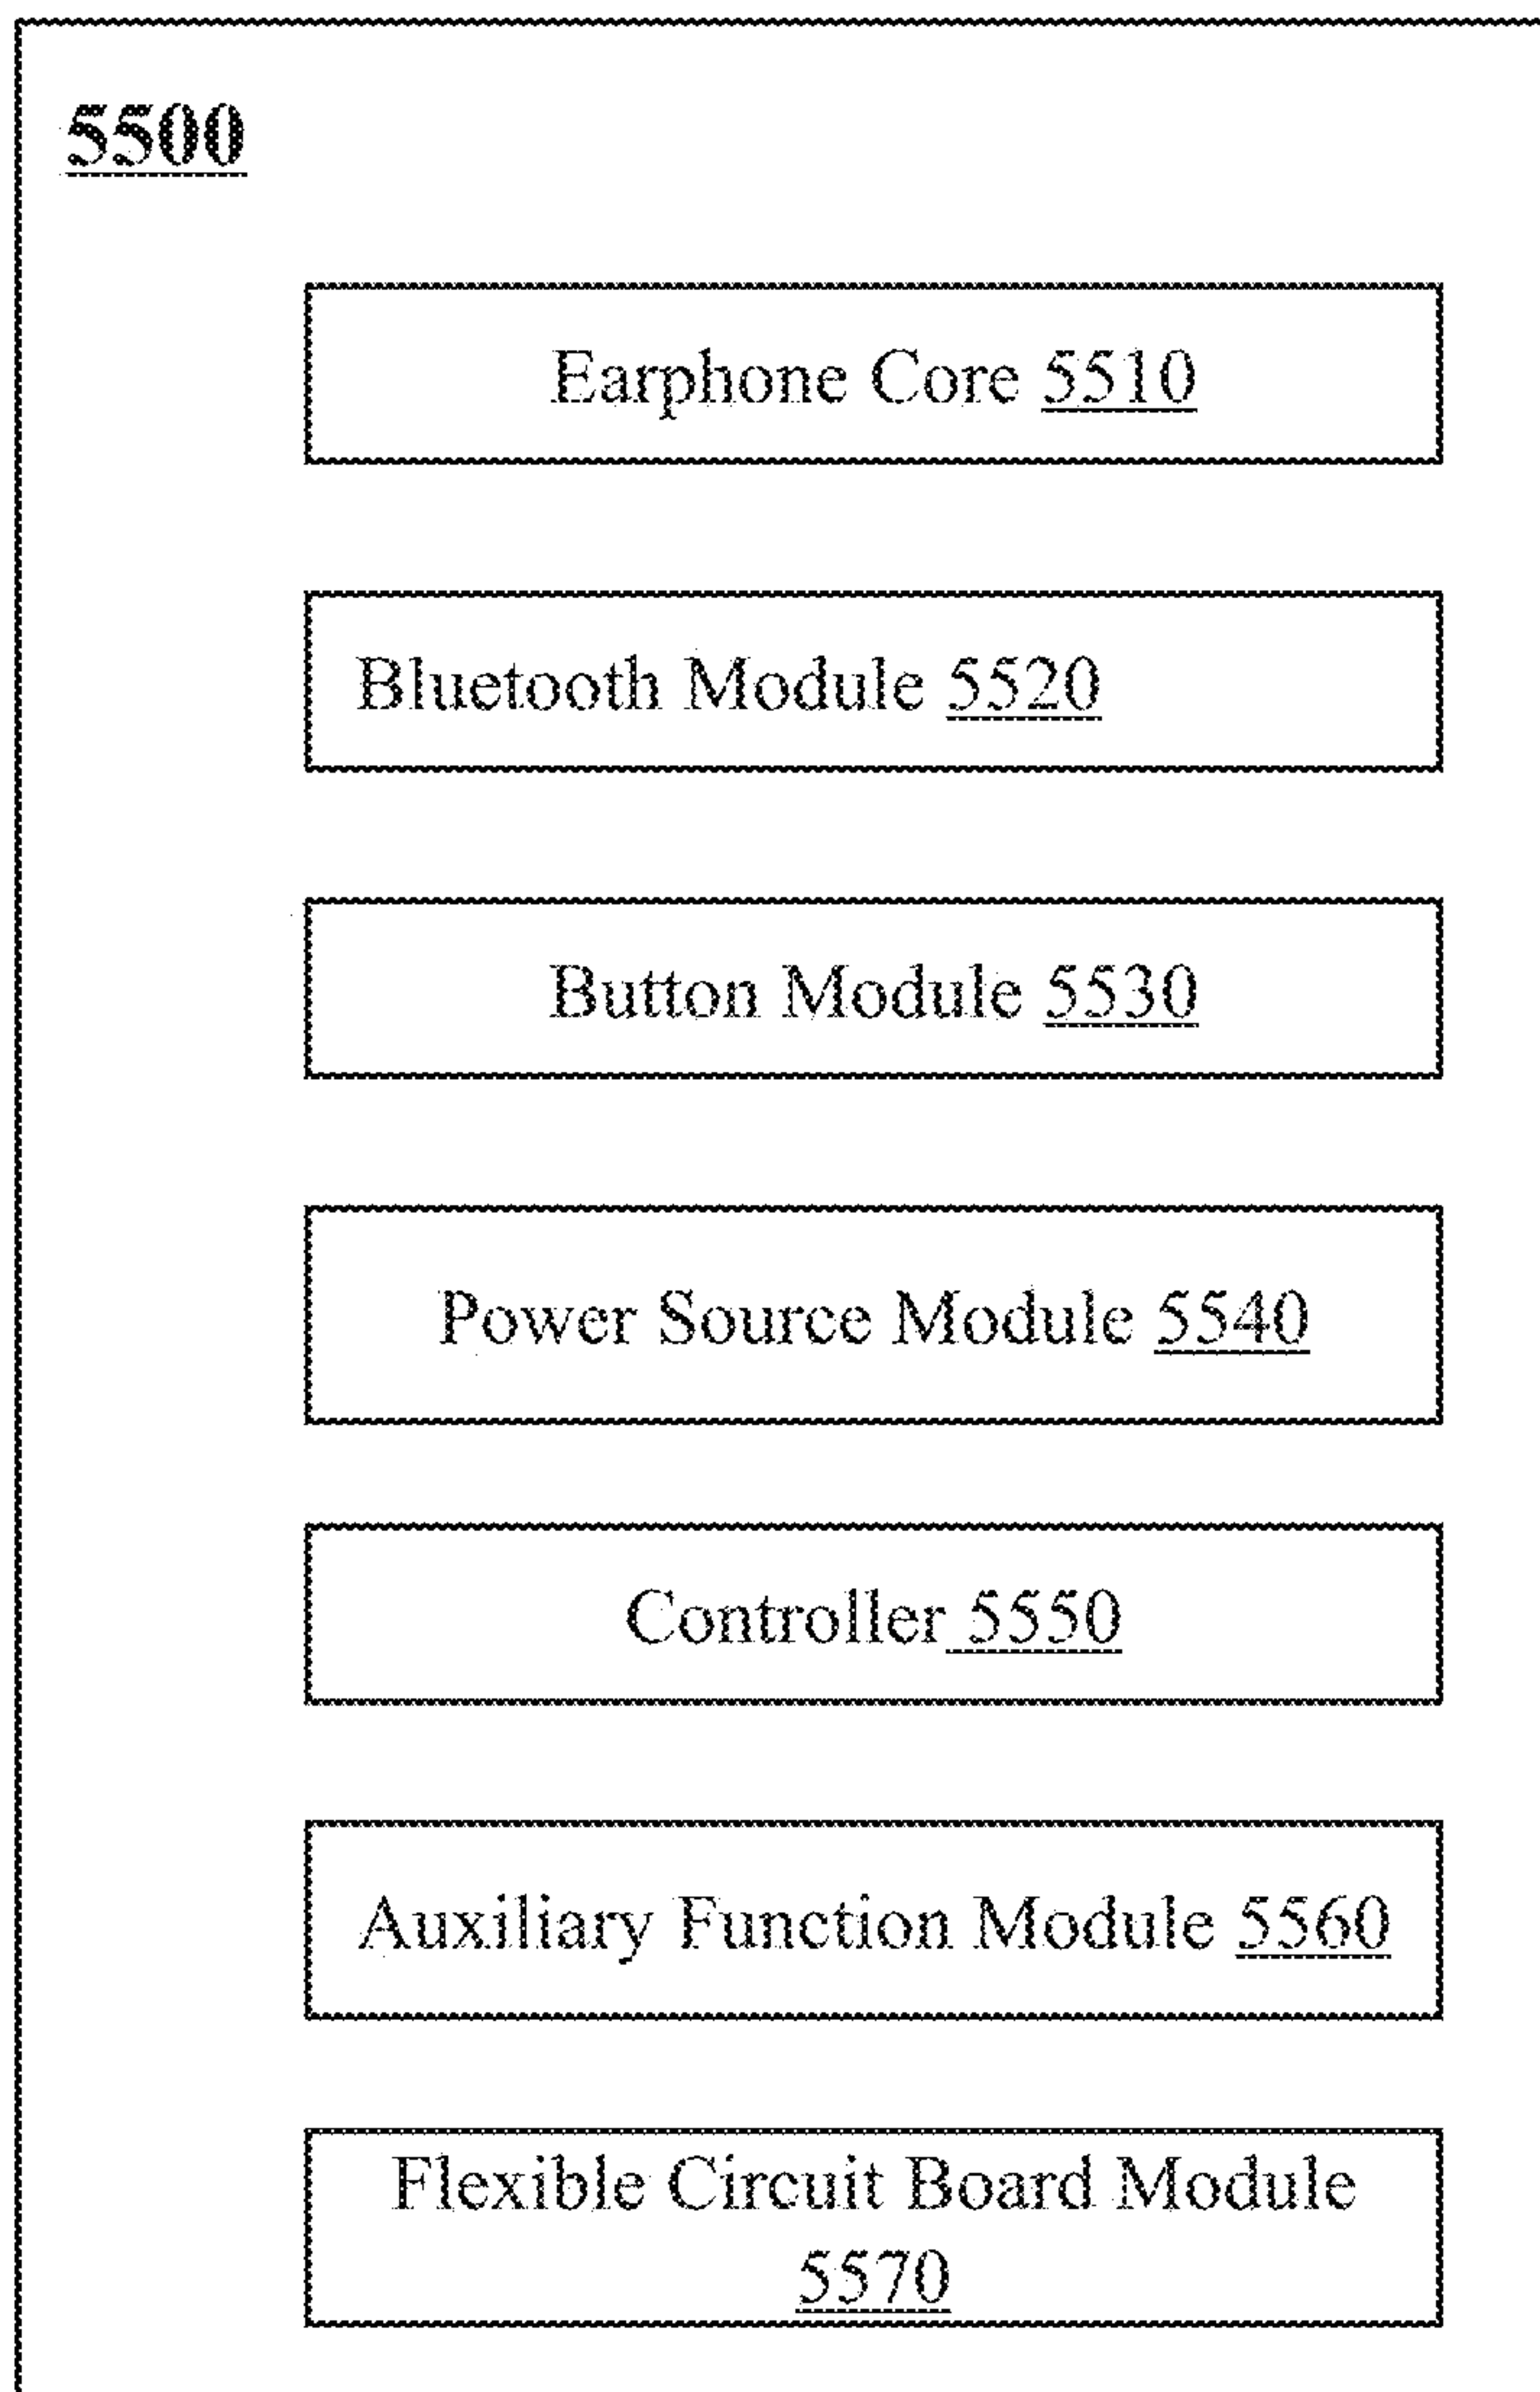 5500
Earphone Core 5510
Bluetooth Module 5520
Button Module 5530
Power Source Module 5540
Controller 5550
Auxiliary Function Module 5560
Flexible Circuit Board Module
5570